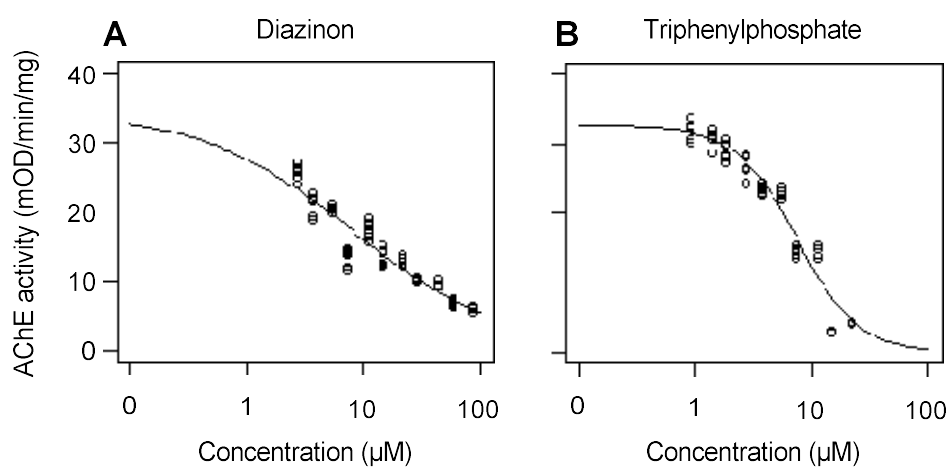 A Diazinon B Triphenylphosphate
AChE activity (mOD/min/mg)
40
30
20
10
0
0 1 10 100 0 1 10 100
Concentration (µM) Concentration (µM)